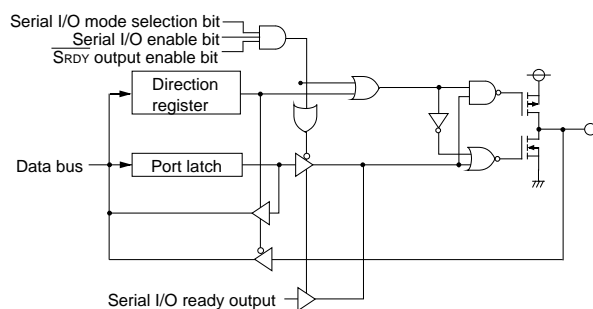 Serial I/O mode selection bit
Serial I/O enable bit
SRDY output enable bit
Direction
register
Data bus
Port latch
Serial I/O ready output